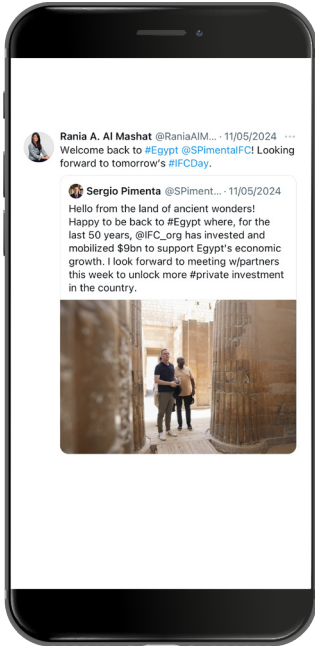 Rania A. Al Mashat @RaniaAlM... · 11/05/2024 ···
Welcome back to #Egypt @SPimentaIFC! Looking
forward to tomorrow's #IFCDay.
Sergio Pimenta @SPiment... · 11/05/2024
Hello from the land of ancient wonders!
Happy to be back to #Egypt where, for the
last 50 years, @IFC_org has invested and
mobilized $9bn to support Egypt's economic
growth. I look forward to meeting w/partners
this week to unlock more #private investment
in the country.